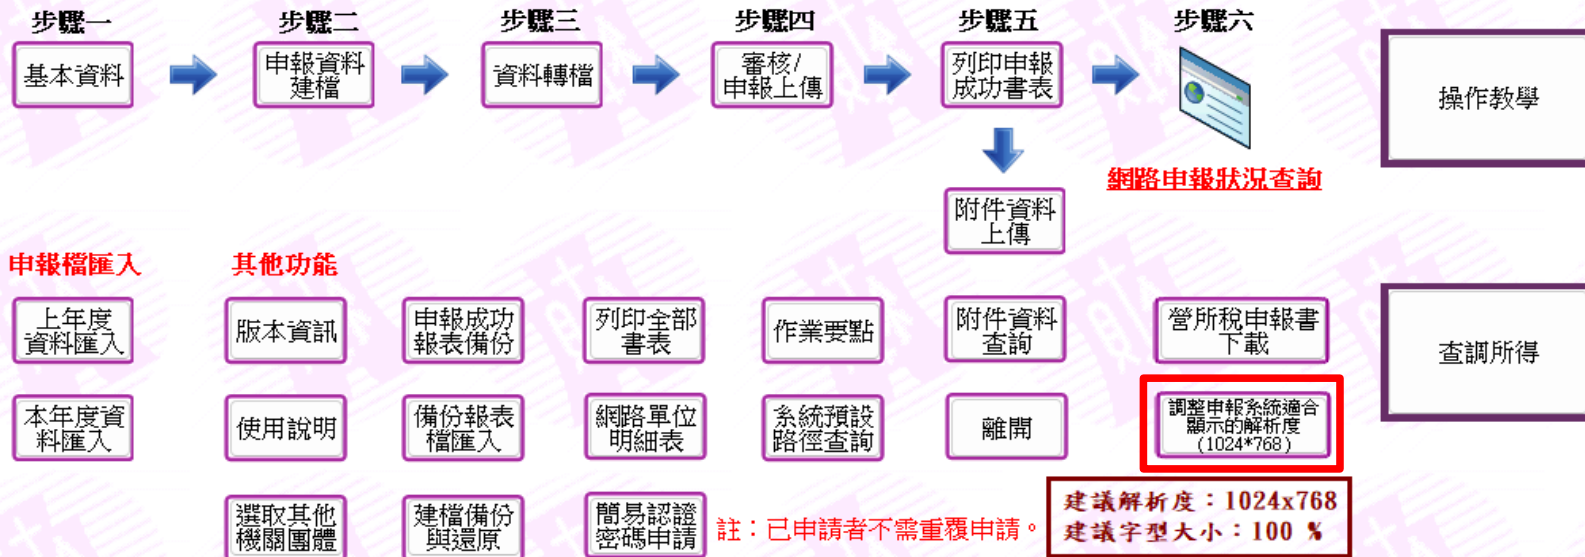 步驟一
步驟二
步驟三
步驟四
步驟五
步驟六
基本資料
申報資料
建檔
資料轉檔
審核/
申報上傳
列印申報
成功書表
操作教學
網路申報狀況查詢
附件資料
上傳
申報檔匯入
其他功能
上年度
資料匯入
版本資訊
申報成功
報表備份
列印全部
書表
作業要點
附件資料
查詢
營所稅申報書
下載
查調所得
本年度資
料匯入
使用說明
備份報表
檔匯入
網路單位
明細表
系統預設
路徑查詢
離開
調整申報系統適合
顯示的解析度
(1024*768)
選取其他
機關團體
建檔備份
與還原
簡易認證
密碼申請
註：已申請者不需重覆申請。
建議解析度：1024x768
建議字型大小：100 %